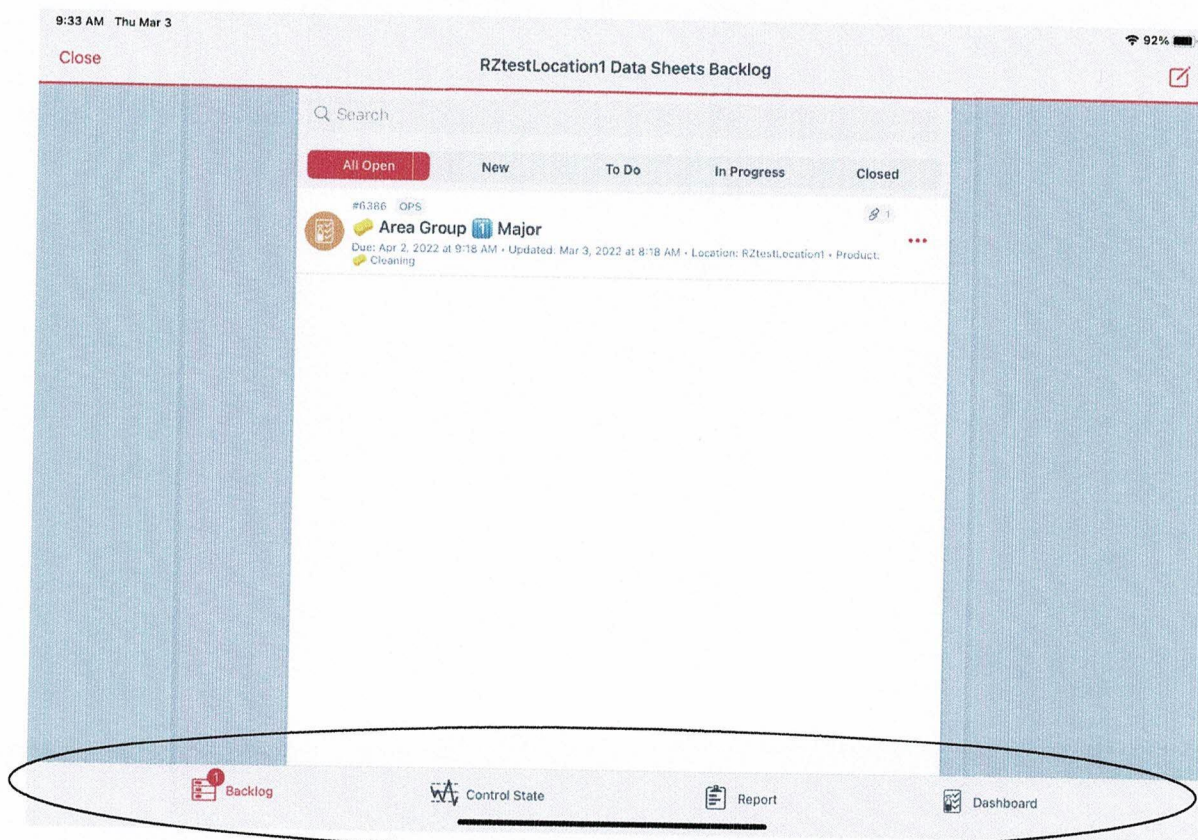 9:33 AM Thu Mar 3
92%
Close
RZtestLocation1 Data Sheets Backlog
Search
All Open
New
To Do
In Progress
Closed
#6386 OPS
1
Area Group 1 Major
Due: Apr 2, 2022 at 9:18 AM • Updated: Mar 3, 2022 at 8:18 AM • Location: RZtestLocation1 • Product:
Cleaning
1
Backlog
Control State
Report
Dashboard